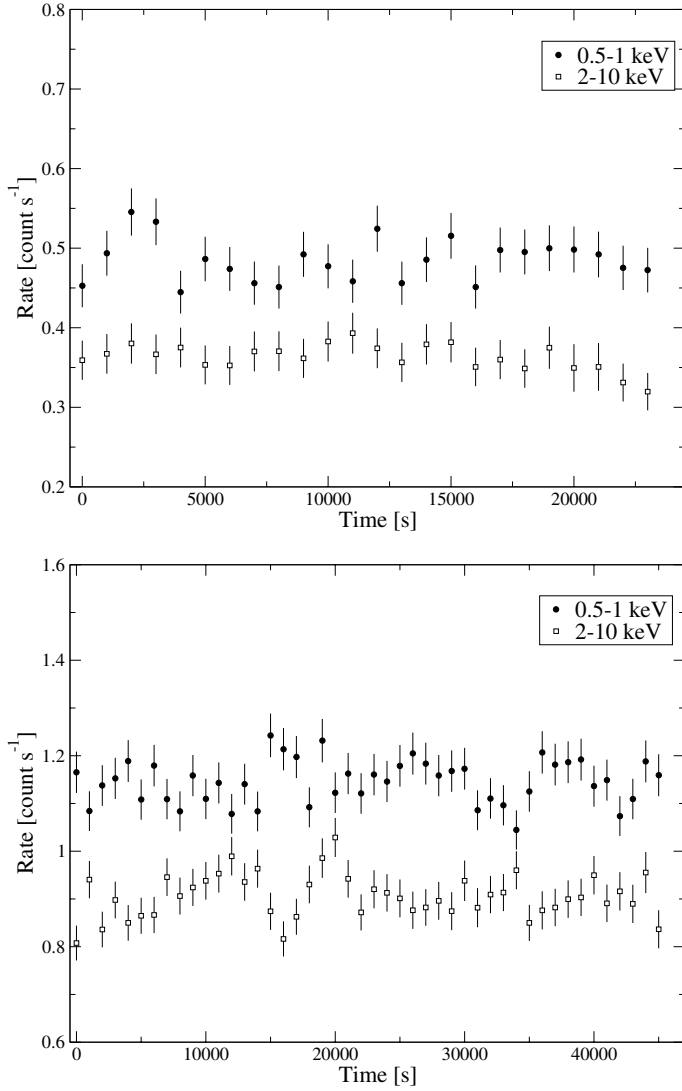 0.8
0.7
0.6
0.5
0.4
0.3
0.2
Rate [count s⁻¹]
0.5-1 keV
2-10 keV
0 5000 10000 15000 20000
Time [s]
1.6
1.4
1.2
1
0.8
0.6
Rate [count s⁻¹]
0.5-1 keV
2-10 keV
0 10000 20000 30000 40000
Time [s]